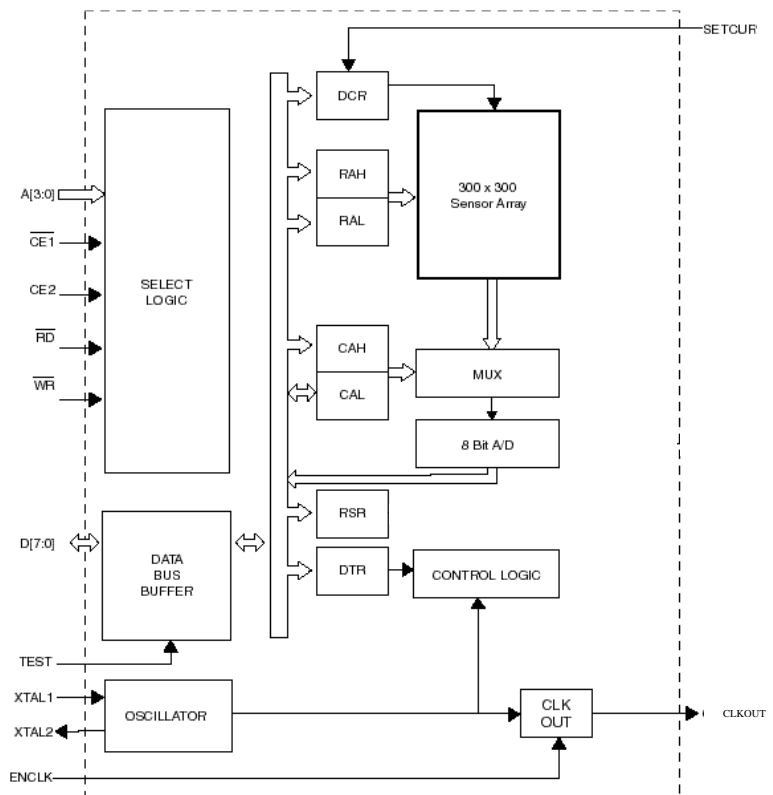 SETCUR
DCR
RAH
RAL
300 x 300
Sensor Array
A[3:0]
CE1
CE2
RD
WR
SELECT
LOGIC
CAH
CAL
MUX
8 Bit A/D
RSR
D[7:0]
DATA
BUS
BUFFER
DTR
CONTROL LOGIC
TEST
XTAL1
XTAL2
OSCILLATOR
CLK
OUT
CLKOUT
ENCLK